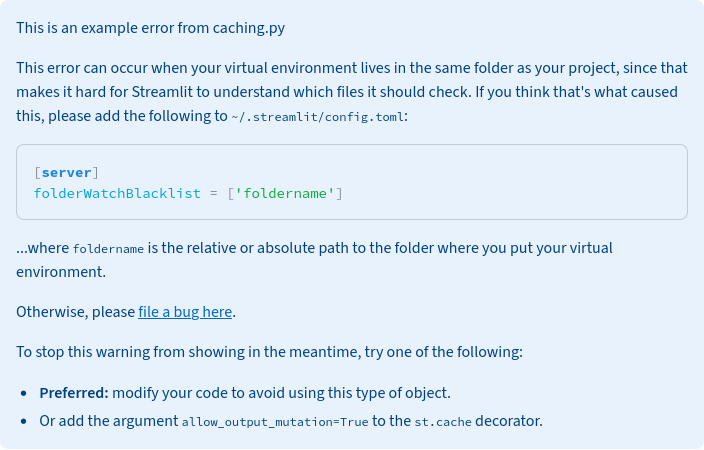 This is an example error from caching.py
This error can occur when your virtual environment lives in the same folder as your project, since that
makes it hard for Streamlit to understand which files it should check. If you think that's what caused
this, please add the following to ~/.streamlit/config.toml:
[server]
folderWatchBlacklist = ['foldername']
...where foldername is the relative or absolute path to the folder where you put your virtual
environment.
Otherwise, please file a bug here.
To stop this warning from showing in the meantime, try one of the following:
• Preferred: modify your code to avoid using this type of object.
• Or add the argument allow_output_mutation=True to the st.cache decorator.